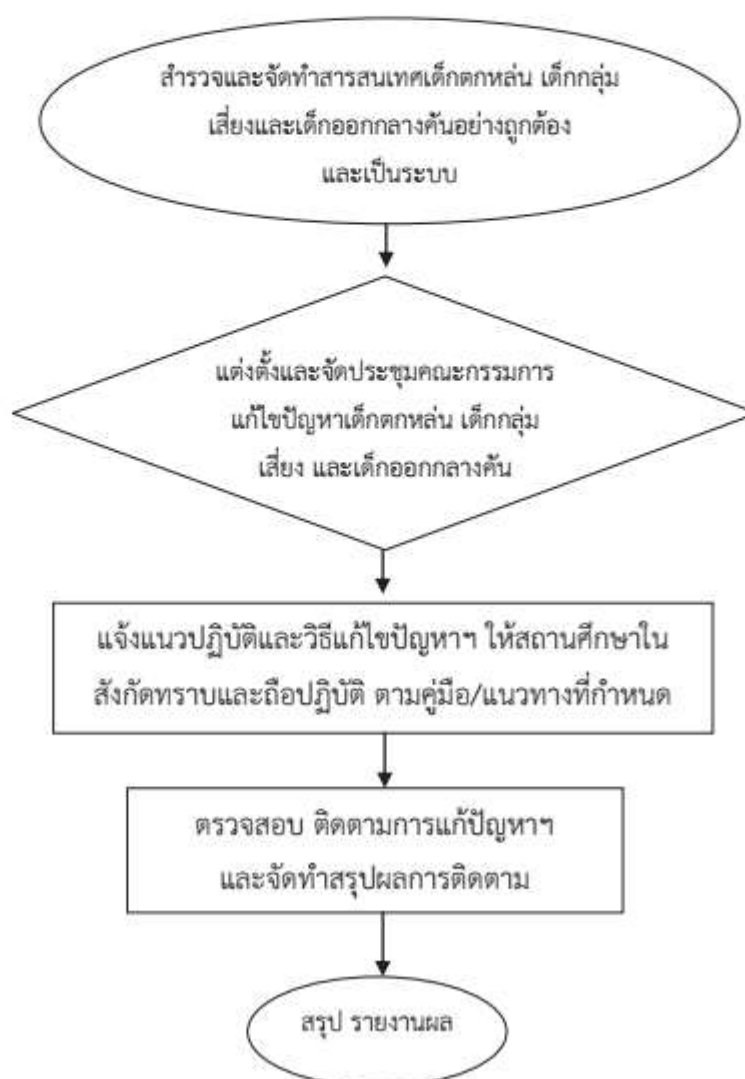 สำรวจและจัดทำสารสนเทศเด็กตกหล่น เด็กกลุ่ม
เสี่ยงและเด็กออกกลางคันอย่างถูกต้อง
และเป็นระบบ
แต่งตั้งและจัดประชุมคณะกรรมการ
แก้ไขปัญหาเด็กตกหล่น เด็กกลุ่ม
เสี่ยง และเด็กออกกลางคัน
แจ้งแนวปฏิบัติและวิธีแก้ไขปัญหาฯ ให้สถานศึกษาใน
สังกัดทราบและถือปฏิบัติ ตามคู่มือ/แนวทางที่กำหนด
ตรวจสอบ ติดตามการแก้ปัญหาฯ
และจัดทำสรุปผลการติดตาม
สรุป รายงานผล